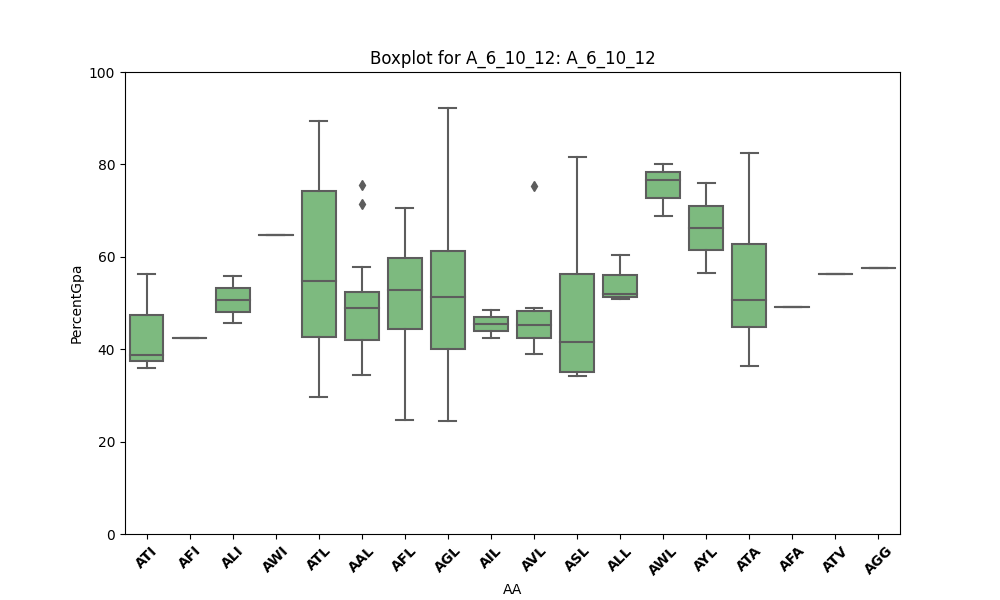 Boxplot for A_6_10_12: A_6_10_12
100
80
60
40
20
0
PercentGpa
ATI AFI ALI AWI ATL AAL AFL AGL AIL AVL ASL ALL AWL AYL ATA AFA ATV AGG
AA